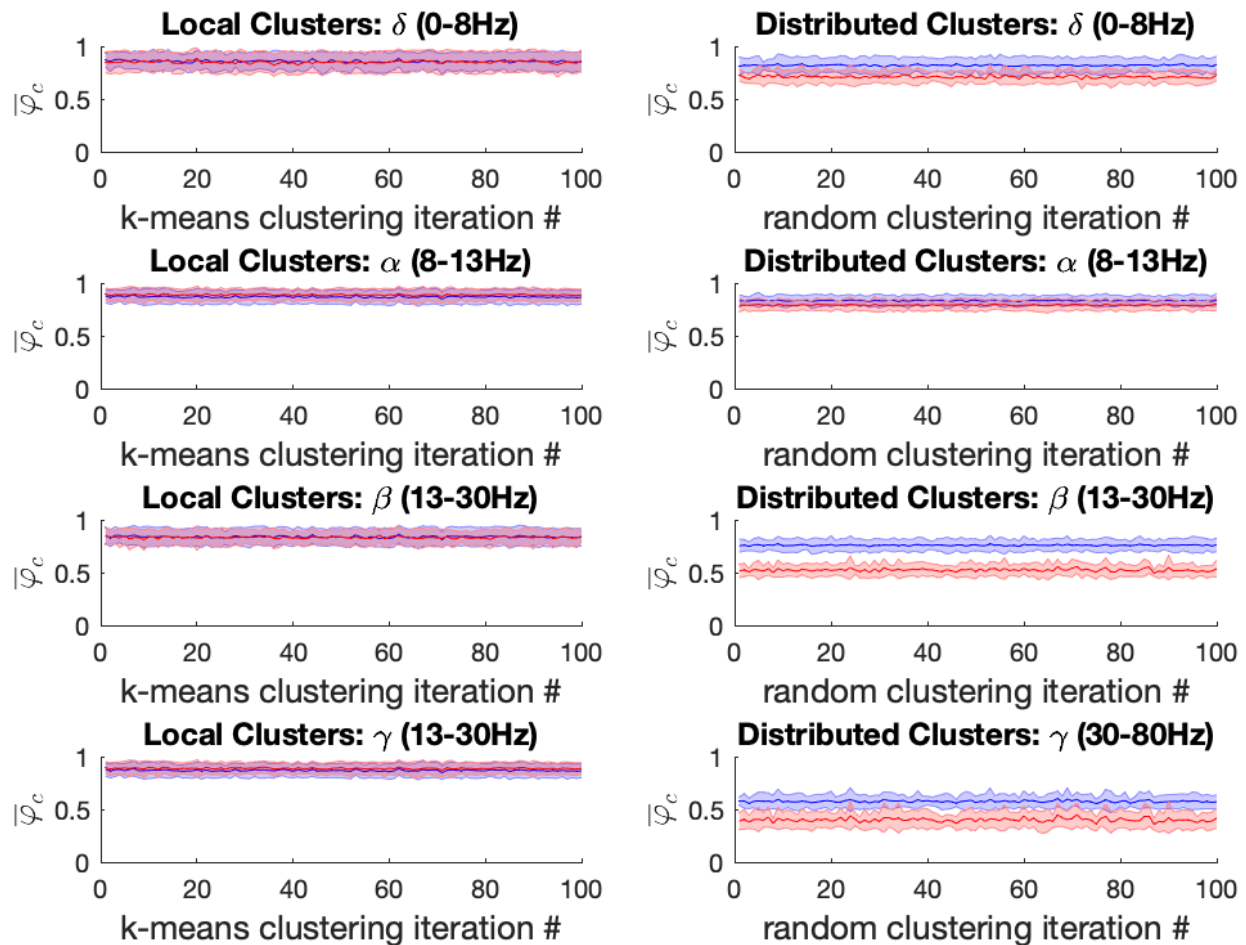 Local Clusters: δ (0-8Hz)
1
0.5
0
φ̅c
0 20 40 60 80 100
k-means clustering iteration #
Distributed Clusters: δ (0-8Hz)
1
0.5
0
φ̅c
0 20 40 60 80 100
random clustering iteration #
Local Clusters: α (8-13Hz)
1
0.5
0
φ̅c
0 20 40 60 80 100
k-means clustering iteration #
Distributed Clusters: α (8-13Hz)
1
0.5
0
φ̅c
0 20 40 60 80 100
random clustering iteration #
Local Clusters: β (13-30Hz)
1
0.5
0
φ̅c
0 20 40 60 80 100
k-means clustering iteration #
Distributed Clusters: β (13-30Hz)
1
0.5
0
φ̅c
0 20 40 60 80 100
random clustering iteration #
Local Clusters: γ (13-30Hz)
1
0.5
0
φ̅c
0 20 40 60 80 100
k-means clustering iteration #
Distributed Clusters: γ (30-80Hz)
1
0.5
0
φ̅c
0 20 40 60 80 100
random clustering iteration #